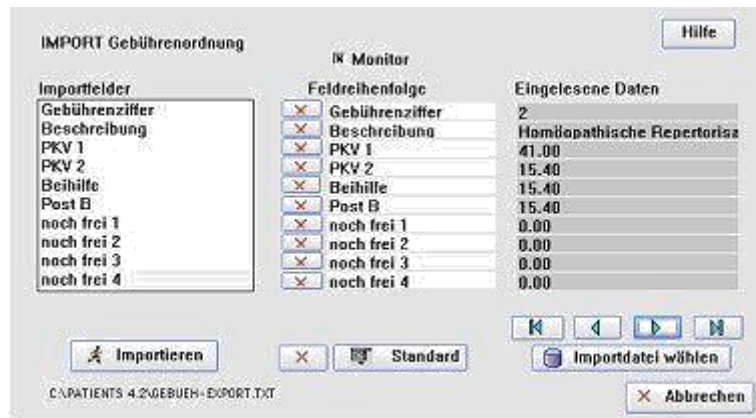 IMPORT Gebührenordnung
Hilfe
Monitor
Importfelder
Gebührenziffer
Beschreibung
PKV 1
PKV 2
Beihilfe
Post B
noch frei 1
noch frei 2
noch frei 3
noch frei 4
Feldreihenfolge
Gebührenziffer
Beschreibung
PKV 1
PKV 2
Beihilfe
Post B
noch frei 1
noch frei 2
noch frei 3
noch frei 4
Eingelesene Daten
2
Homöopathische Repertorisa
41.00
15.40
15.40
15.40
0.00
0.00
0.00
0.00
Importieren
Standard
Importdatei wählen
C:\PATIENTS 4.2\GEBUEH-EXPORT.TXT
Abbrechen